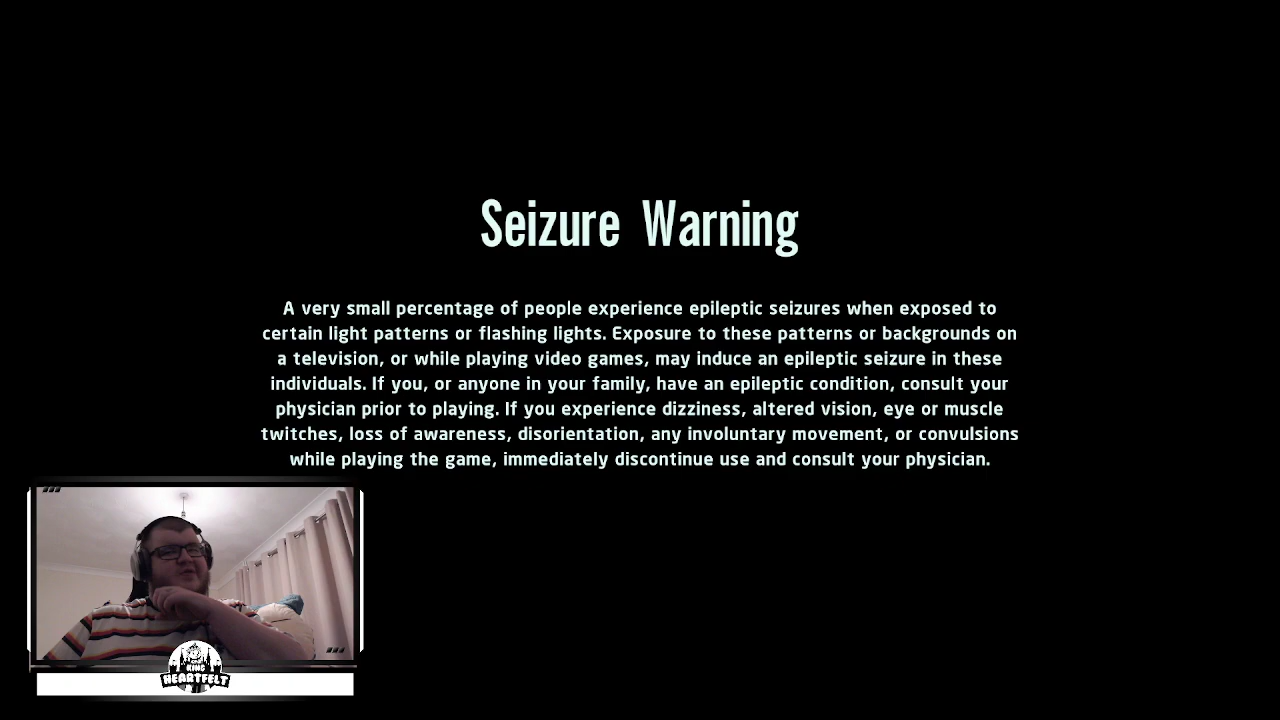 Seizure Warning
A very small percentage of people experience epileptic seizures when exposed to
certain light patterns or flashing lights. Exposure to these patterns or backgrounds on
a television, or while playing video games, may induce an epileptic seizure in these
individuals. If you, or anyone in your family, have an epileptic condition, consult your
physician prior to playing. If you experience dizziness, altered vision, eye or muscle
twitches, loss of awareness, disorientation, any involuntary movement, or convulsions
while playing the game, immediately discontinue use and consult your physician.
KING
HEARTFELT